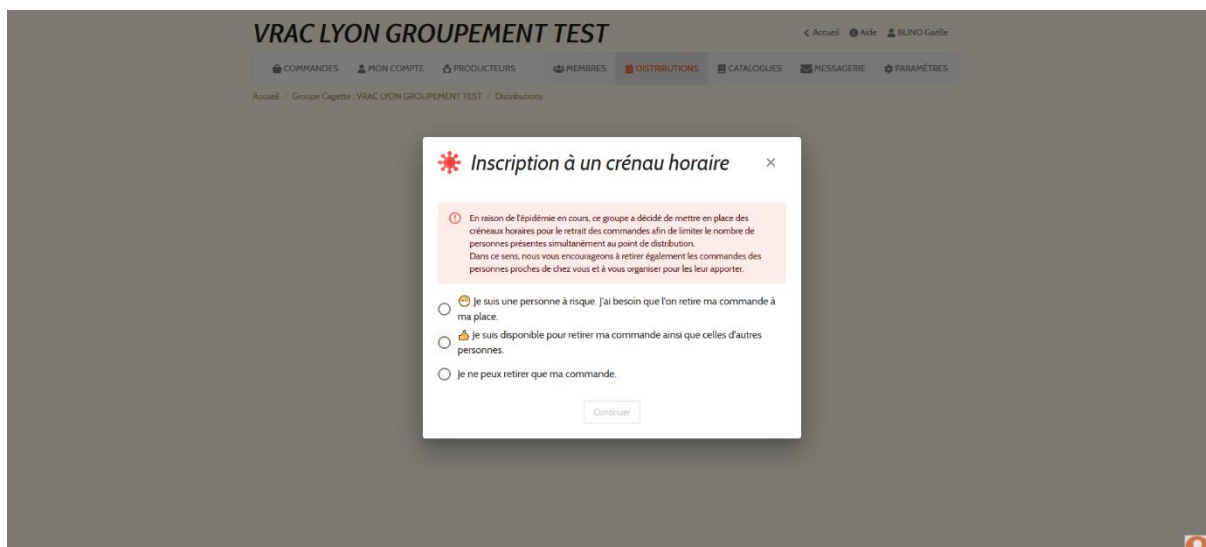 VRAC LYON GROUPEMENT TEST
Accueil Aide BLINO Gaëlle
COMMANDES MON COMPTE PRODUCTEURS MEMBRES DISTRIBUTIONS CATALOGUES MESSAGERIE PARAMÈTRES
Accueil / Groupe Cagette : VRAC LYON GROUPEMENT TEST / Distributions
Inscription à un crénau horaire ×
En raison de l'épidémie en cours, ce groupe a décidé de mettre en place des
créneaux horaires pour le retrait des commandes afin de limiter le nombre de
personnes présentes simultanément au point de distribution.
Dans ce sens, nous vous encourageons à retirer également les commandes des
personnes proches de chez vous et à vous organiser pour les leur apporter.
Je suis une personne à risque. J'ai besoin que l'on retire ma commande à
ma place.
Je suis disponible pour retirer ma commande ainsi que celles d'autres
personnes.
Je ne peux retirer que ma commande.
Continuer